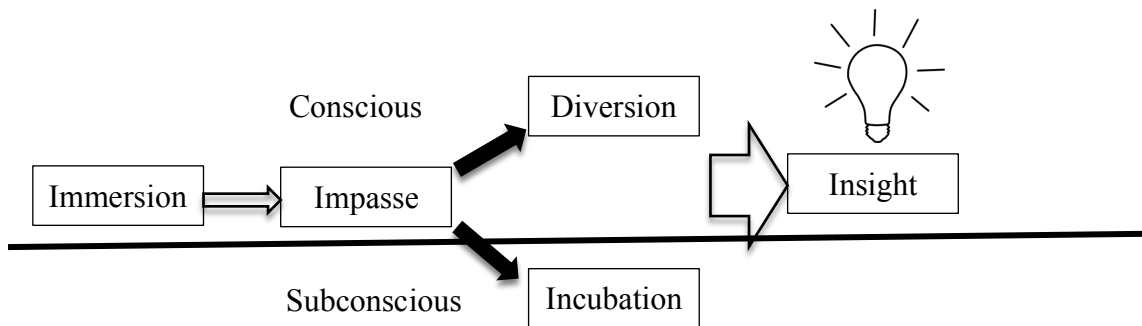 Conscious
Diversion
Immersion
Impasse
Insight
Subconscious
Incubation